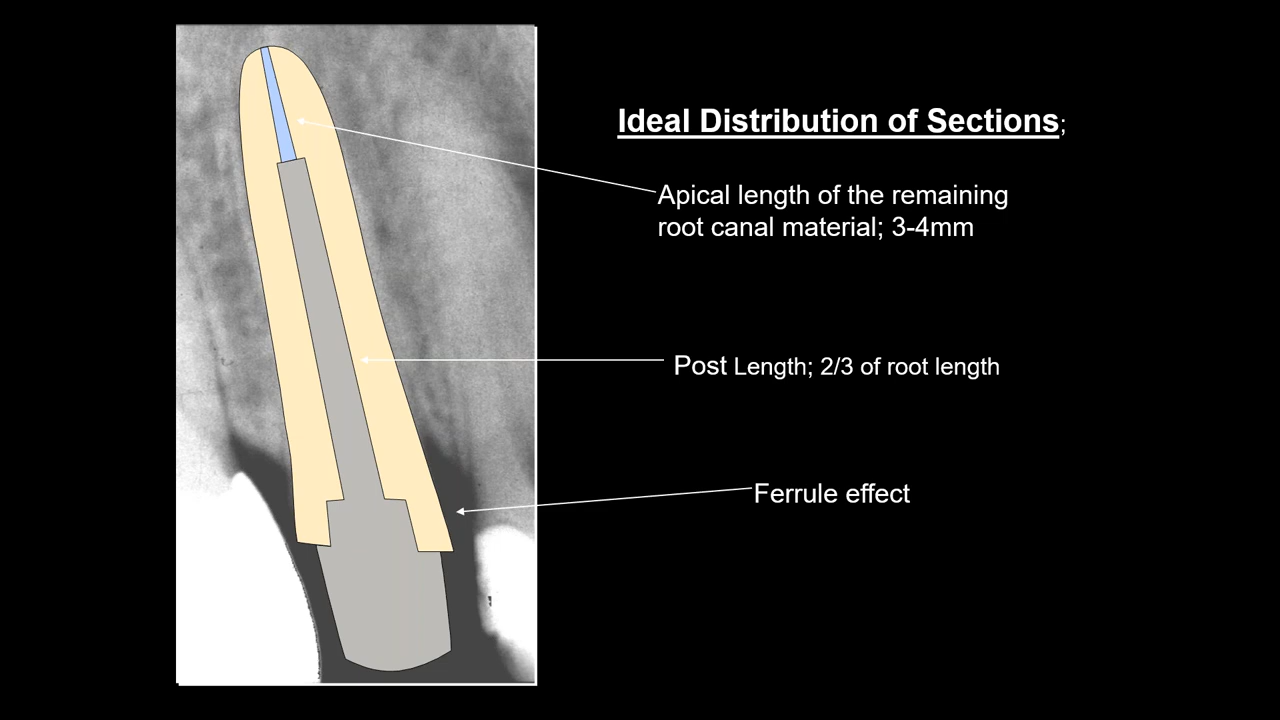 Ideal Distribution of Sections;
Apical length of the remaining
root canal material; 3-4mm
Post Length; 2/3 of root length
Ferrule effect